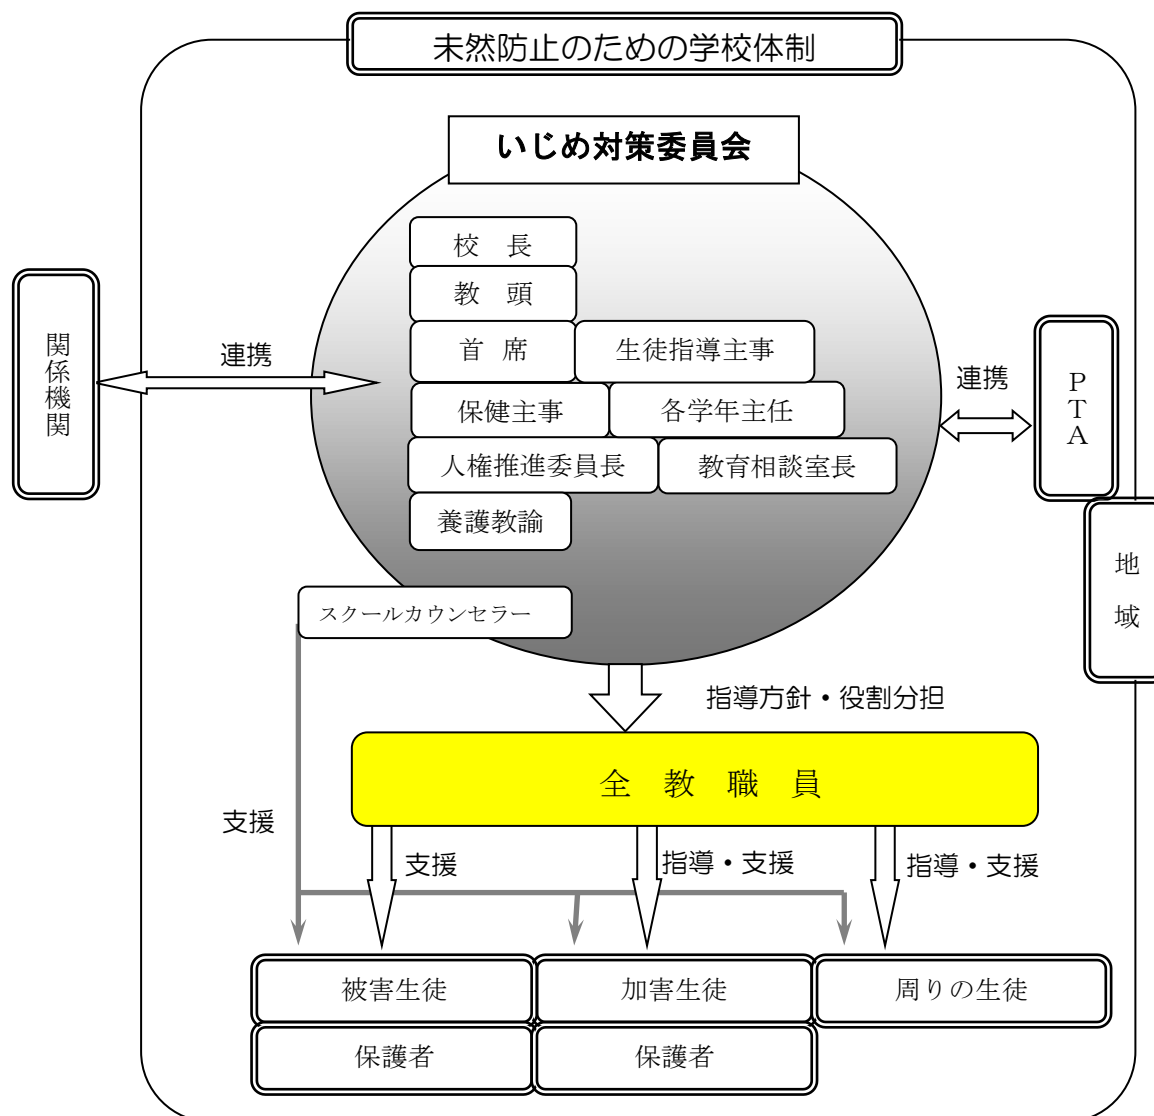 未然防止のための学校体制
いじめ対策委員会
校　長
教　頭
首　席
生徒指導主事
保健主事
各学年主任
人権推進委員長
教育相談室長
養護教諭
スクールカウンセラー
関係機関
連携
連携
PTA
地域
指導方針・役割分担
全　教　職　員
支援
支援
指導・支援
指導・支援
被害生徒
加害生徒
周りの生徒
保護者
保護者